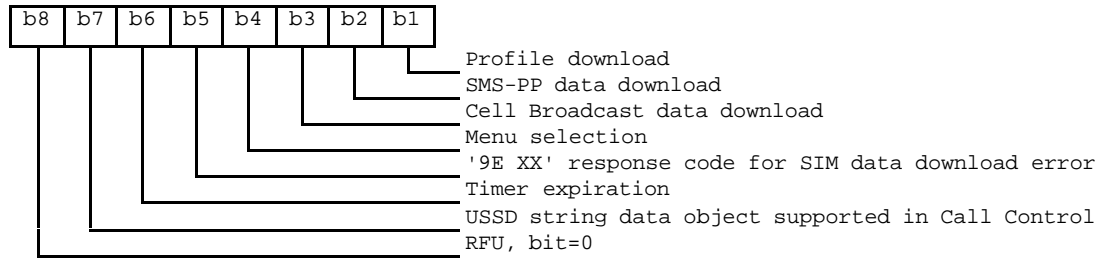 b8 b7 b6 b5 b4 b3 b2 b1
Profile download
SMS-PP data download
Cell Broadcast data download
Menu selection
'9E XX' response code for SIM data download error
Timer expiration
USSD string data object supported in Call Control
RFU, bit=0